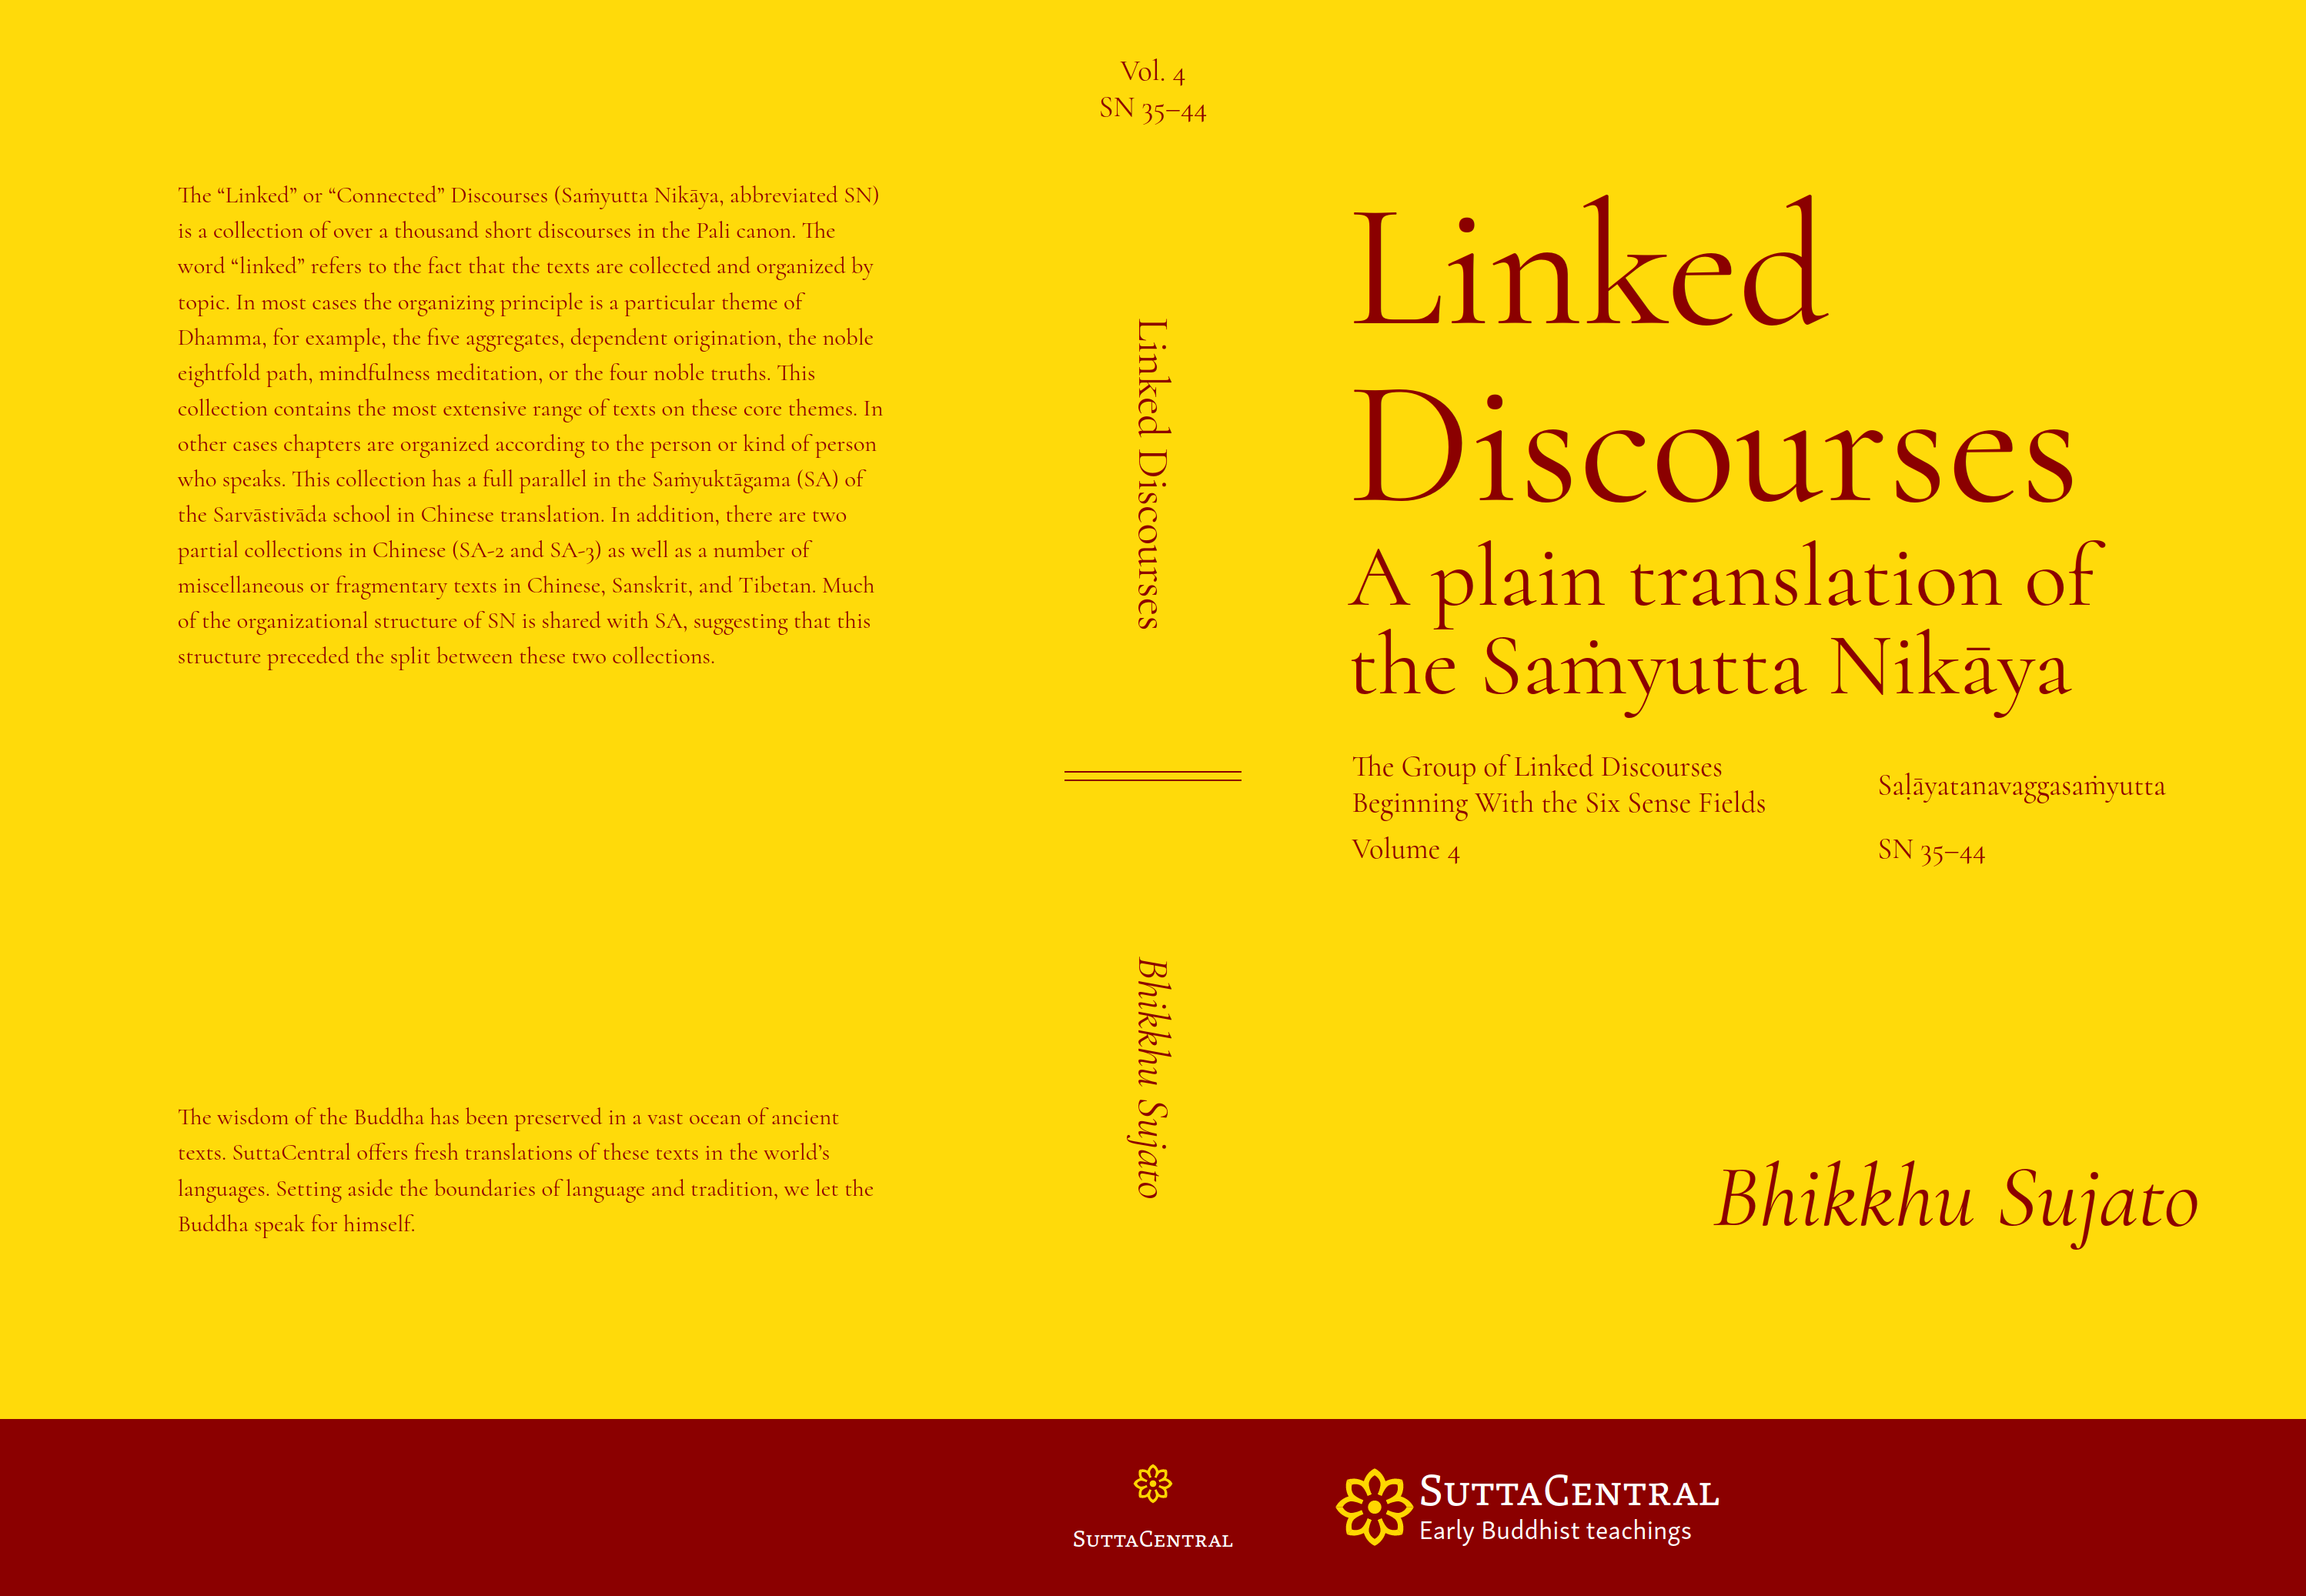 The “Linked” or “Connected” Discourses (Saṁyutta Nikāya, abbreviated SN)
is a collection of over a thousand short discourses in the Pali canon. The
word “linked” refers to the fact that the texts are collected and organized by
topic. In most cases the organizing principle is a particular theme of
Dhamma, for example, the five aggregates, dependent origination, the noble
eightfold path, mindfulness meditation, or the four noble truths. This
collection contains the most extensive range of texts on these core themes. In
other cases chapters are organized according to the person or kind of person
who speaks. This collection has a full parallel in the Saṁyuktāgama (SA) of
the Sarvāstivāda school in Chinese translation. In addition, there are two
partial collections in Chinese (SA-2 and SA-3) as well as a number of
miscellaneous or fragmentary texts in Chinese, Sanskrit, and Tibetan. Much
of the organizational structure of SN is shared with SA, suggesting that this
structure preceded the split between these two collections.
The wisdom of the Buddha has been preserved in a vast ocean of ancient
texts. SuttaCentral offers fresh translations of these texts in the world’s
languages. Setting aside the boundaries of language and tradition, we let the
Buddha speak for himself.
Vol. 4
SN 35–44
Linked Discourses
Bhikkhu Sujato
SuttaCentral
Linked
Discourses
A plain translation of
the Saṁyutta Nikāya
The Group of Linked Discourses
Beginning With the Six Sense Fields
Saḷāyatanavaggasaṁyutta
Volume 4
SN 35–44
Bhikkhu Sujato
SuttaCentral
Early Buddhist teachings